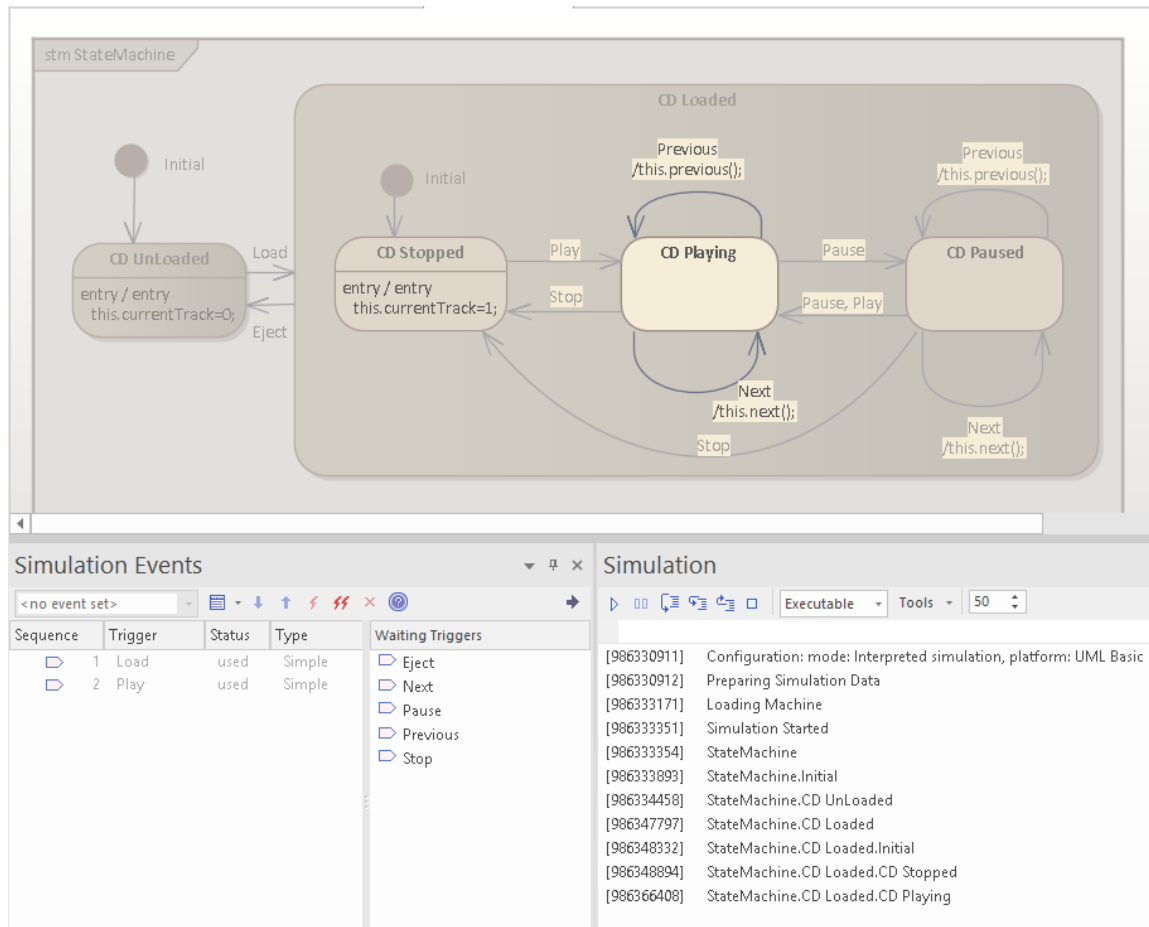 stm StateMachine
CD Loaded
Initial
Initial
Previous
/this.previous();
Previous
/this.previous();
CD UnLoaded
entry / entry
this.currentTrack=0;
Load
Eject
CD Stopped
entry / entry
this.currentTrack=1;
Play
Stop
CD Playing
Pause
Pause, Play
CD Paused
Next
/this.next();
Stop
Next
/this.next();
Simulation Events
<no event set>
Sequence Trigger Status Type
1 Load used Simple
2 Play used Simple
Waiting Triggers
Eject
Next
Pause
Previous
Stop
Simulation
Executable Tools 50
[986330911] Configuration: mode: Interpreted simulation, platform: UML Basic
[986330912] Preparing Simulation Data
[986333171] Loading Machine
[986333351] Simulation Started
[986333354] StateMachine
[986333893] StateMachine.Initial
[986334458] StateMachine.CD UnLoaded
[986347797] StateMachine.CD Loaded
[986348332] StateMachine.CD Loaded.Initial
[986348894] StateMachine.CD Loaded.CD Stopped
[986366408] StateMachine.CD Loaded.CD Playing